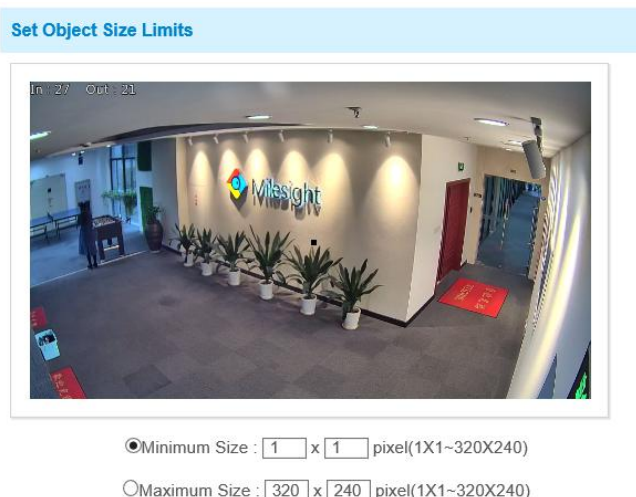 Set Object Size Limits
In : 27 Out : 21
Milesight
Minimum Size : 1 x 1 pixel(1X1~320X240)
Maximum Size : 320 x 240 pixel(1X1~320X240)